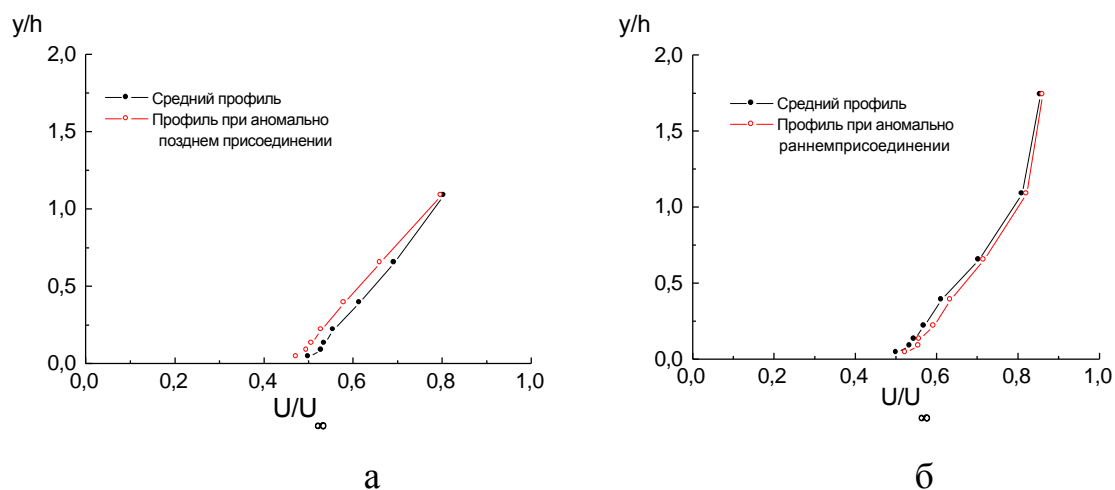 y/h
2,0
Средний профиль
Профиль при аномально
позднем присоединении
1,5
1,0
0,5
0,0
0,0 0,2 0,4 0,6 0,8 1,0
U/U∞
а
y/h
2,0
Средний профиль
Профиль при аномально
раннемприсоединении
1,5
1,0
0,5
0,0
0,0 0,2 0,4 0,6 0,8 1,0
U/U∞
б